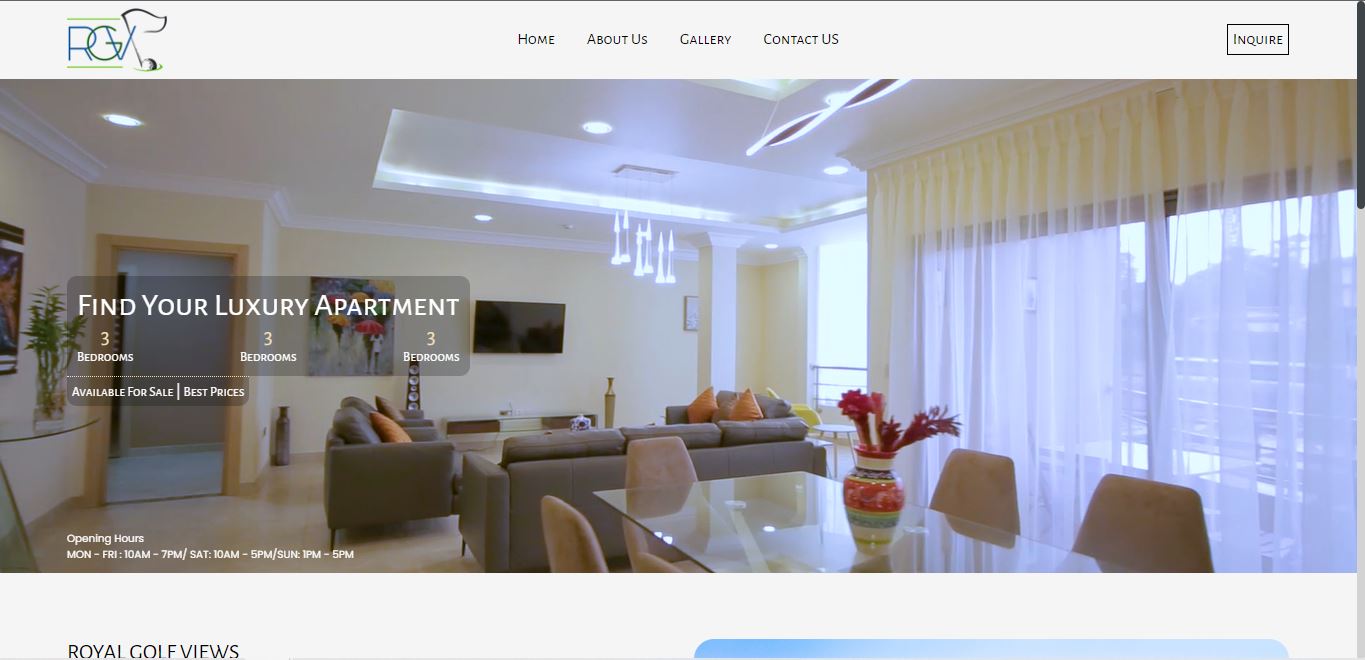 RGV
Home About Us Gallery Contact US Inquire
Find Your Luxury Apartment
3 3 3
Bedrooms Bedrooms Bedrooms
Available For Sale | Best Prices
Opening Hours
MON - FRI : 10AM - 7PM/ SAT: 10AM - 5PM/SUN: 1PM - 5PM
ROYAL GOLF VIEWS